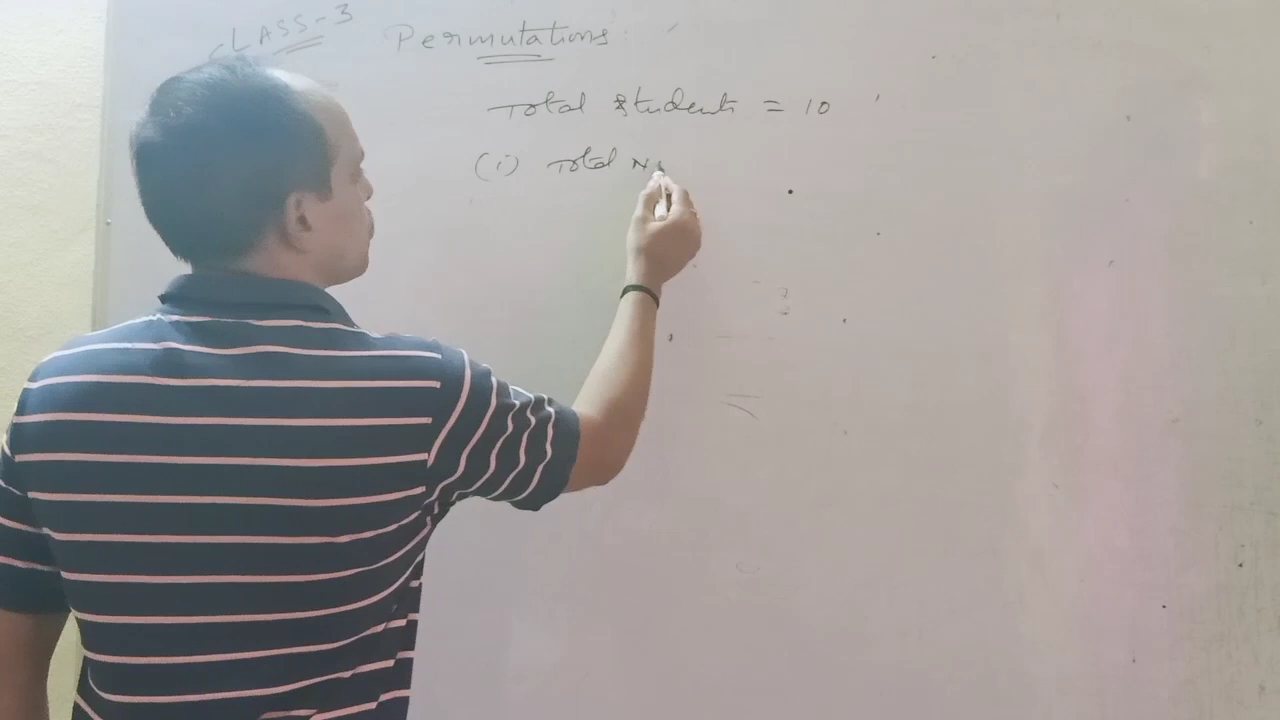 CLASS-3
Permutations :
Total Students = 10
(i) Total N